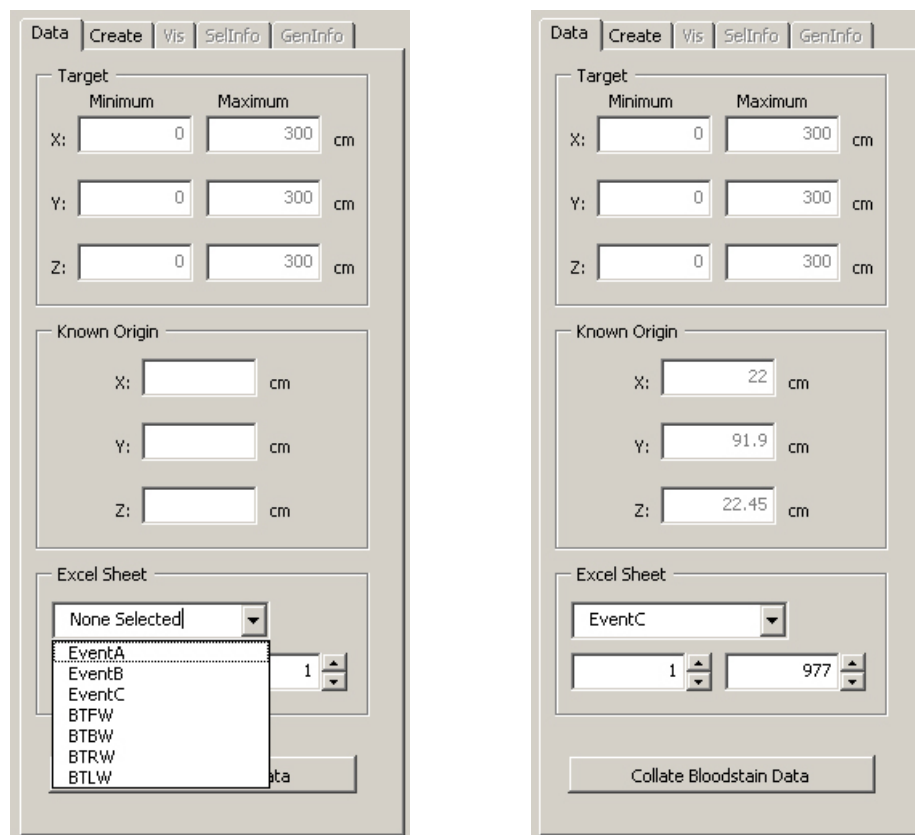 Data Create Vis SelInfo GenInfo
Target
Minimum Maximum
X: 0 300 cm
Y: 0 300 cm
Z: 0 300 cm
Known Origin
X: cm
Y: cm
Z: cm
Excel Sheet
None Selected
EventA
EventB
EventC
BTFW
BTBW
BTRW
BTLW
1
ata
Data Create Vis SelInfo GenInfo
Target
Minimum Maximum
X: 0 300 cm
Y: 0 300 cm
Z: 0 300 cm
Known Origin
X: 22 cm
Y: 91.9 cm
Z: 22.45 cm
Excel Sheet
EventC
1 977
Collate Bloodstain Data